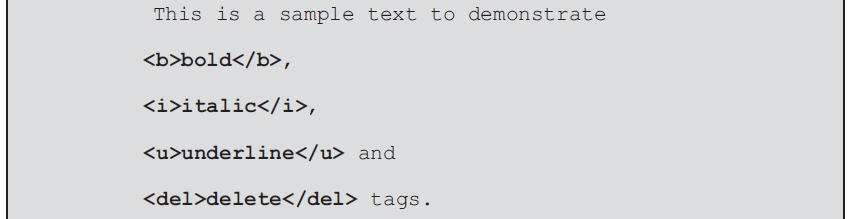 This is a sample text to demonstrate
<b>bold</b>,
<i>italic</i>,
<u>underline</u> and
<del>delete</del> tags.